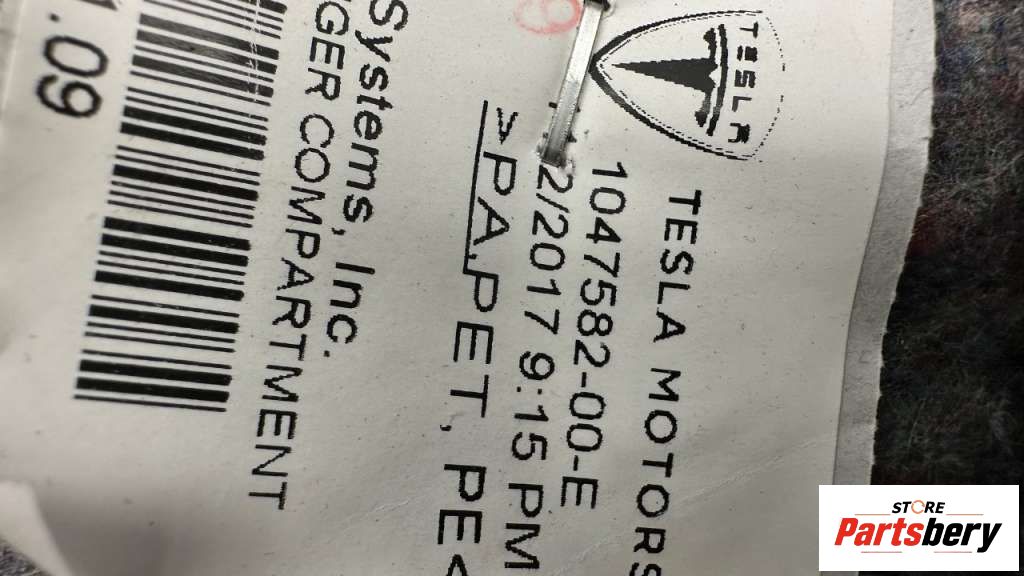 TESLA
TESLA MOTORS
1047582-00-E
2/2017 9:15 PM
>PA,PET, PE<
Systems, Inc.
GER COMPARTMENT
.09
STORE
Partsbery